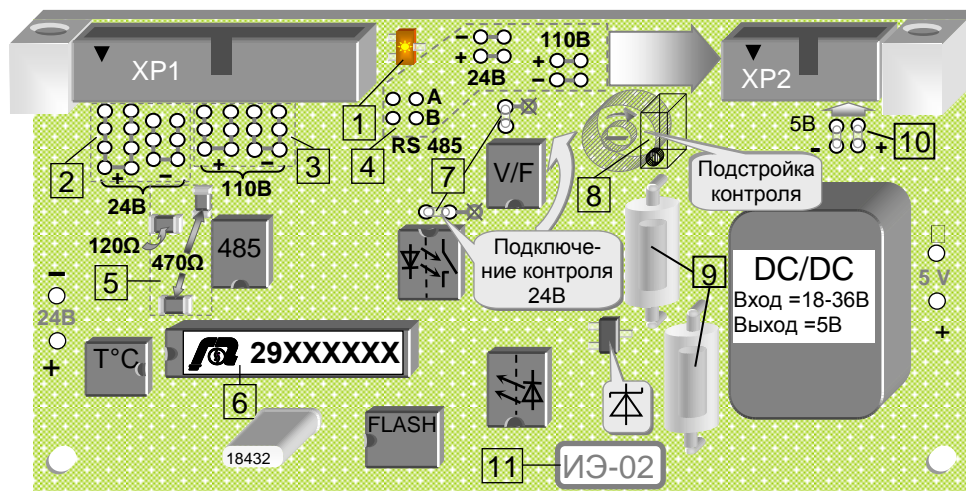 XP1
XP2
1
- +
24В
110В
+ -
A
B
RS 485
4
2
3
+ -
24В
+ -
110В
7
V/F
8
Подстройка
контроля
5В
- +
10
120Ω
470Ω
5
485
Подключе-
ние контроля
24В
9
DC/DC
Вход =18-36В
Выход =5В
5 V
+
-
24В
+
T°C
29XXXXXX
6
18432
FLASH
11
ИЭ-02